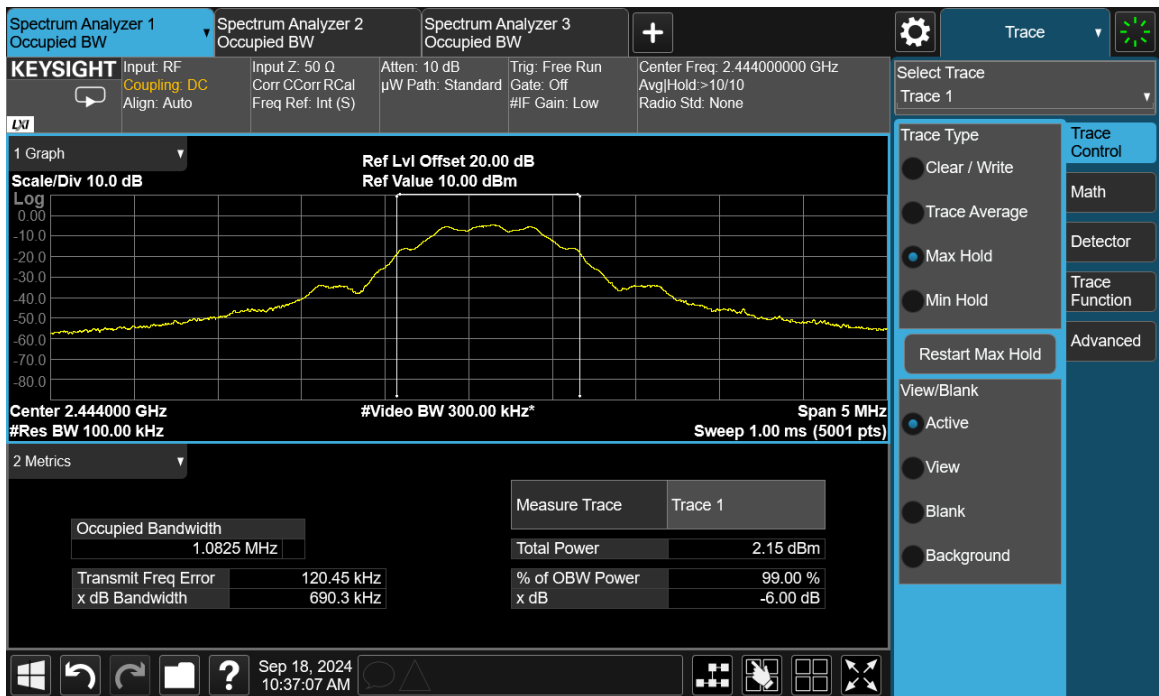 Spectrum Analyzer 1
Occupied BW
Spectrum Analyzer 2
Occupied BW
Spectrum Analyzer 3
Occupied BW
+
Trace
KEYSIGHT
LXI
Input: RF
Coupling: DC
Align: Auto
Input Z: 50 Ω
Corr CCorr RCal
Freq Ref: Int (S)
Atten: 10 dB
µW Path: Standard
Trig: Free Run
Gate: Off
#IF Gain: Low
Center Freq: 2.444000000 GHz
Avg|Hold:>10/10
Radio Std: None
1 Graph
Scale/Div 10.0 dB
Ref Lvl Offset 20.00 dB
Ref Value 10.00 dBm
Log
0.00
-10.0
-20.0
-30.0
-40.0
-50.0
-60.0
-70.0
-80.0
Center 2.444000 GHz
#Res BW 100.00 kHz
#Video BW 300.00 kHz*
Span 5 MHz
Sweep 1.00 ms (5001 pts)
2 Metrics
Measure Trace Trace 1
Occupied Bandwidth
1.0825 MHz
Total Power 2.15 dBm
Transmit Freq Error 120.45 kHz
% of OBW Power 99.00 %
x dB Bandwidth 690.3 kHz
x dB -6.00 dB
Select Trace
Trace 1
Trace Type
Clear / Write
Trace Average
Max Hold
Min Hold
Restart Max Hold
View/Blank
Active
View
Blank
Background
Trace
Control
Math
Detector
Trace
Function
Advanced
?
Sep 18, 2024
10:37:07 AM